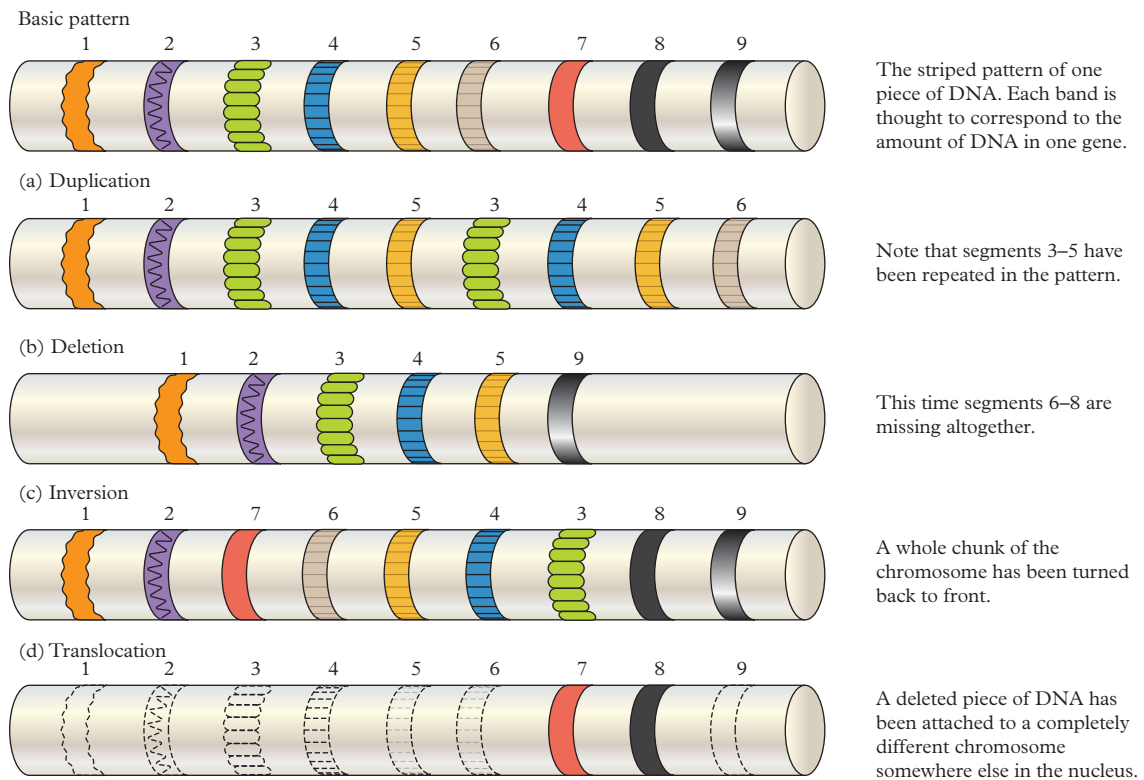 Basic pattern
1 2 3 4 5 6 7 8 9
The striped pattern of one
piece of DNA. Each band is
thought to correspond to the
amount of DNA in one gene.
(a) Duplication
1 2 3 4 5 3 4 5 6
Note that segments 3–5 have
been repeated in the pattern.
(b) Deletion
1 2 3 4 5 9
This time segments 6–8 are
missing altogether.
(c) Inversion
1 2 7 6 5 4 3 8 9
A whole chunk of the
chromosome has been turned
back to front.
(d) Translocation
1 2 3 4 5 6 7 8 9
A deleted piece of DNA has
been attached to a completely
different chromosome
somewhere else in the nucleus.